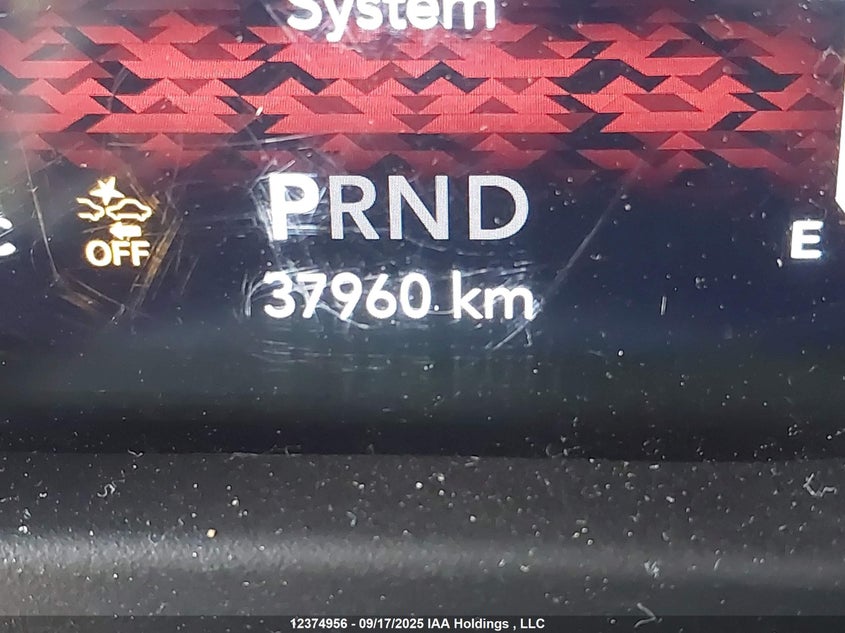 System
PRND
OFF
E
37960 km
12374956 - 09/17/2025 IAA Holdings , LLC